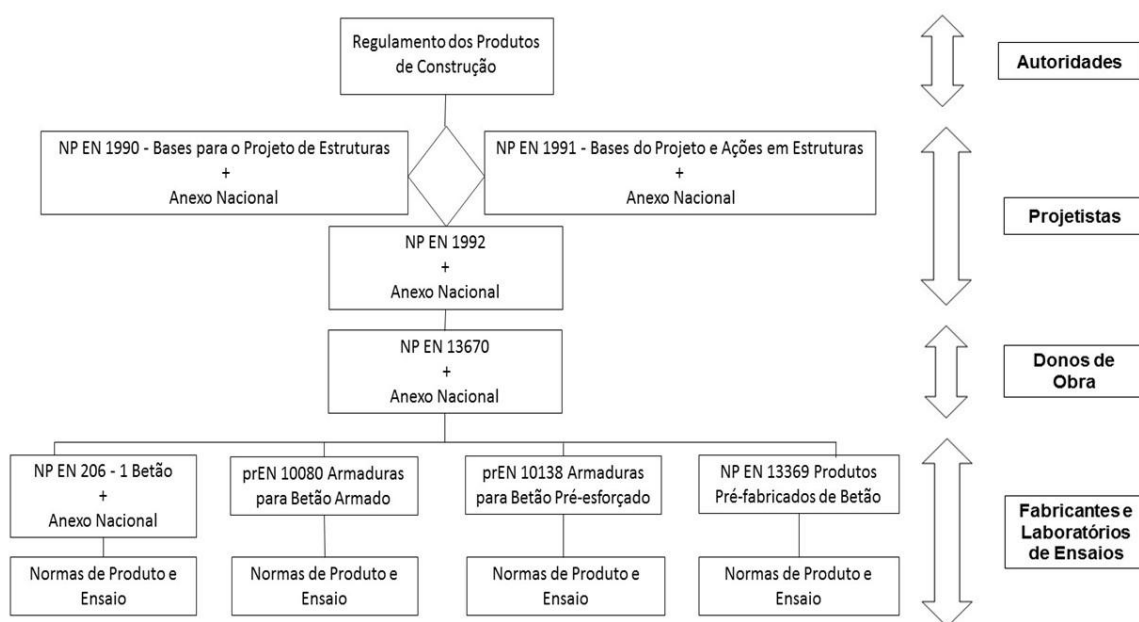 Regulamento dos Produtos
de Construção
Autoridades
NP EN 1990 - Bases para o Projeto de Estruturas
+
Anexo Nacional
NP EN 1991 - Bases do Projeto e Ações em Estruturas
+
Anexo Nacional
Projetistas
NP EN 1992
+
Anexo Nacional
NP EN 13670
+
Anexo Nacional
Donos de
Obra
NP EN 206 - 1 Betão
+
Anexo Nacional
prEN 10080 Armaduras
para Betão Armado
prEN 10138 Armaduras
para Betão Pré-esforçado
NP EN 13369 Produtos
Pré-fabricados de Betão
Fabricantes e
Laboratórios
de Ensaios
Normas de Produto e
Ensaio
Normas de Produto e
Ensaio
Normas de Produto e
Ensaio
Normas de Produto e
Ensaio